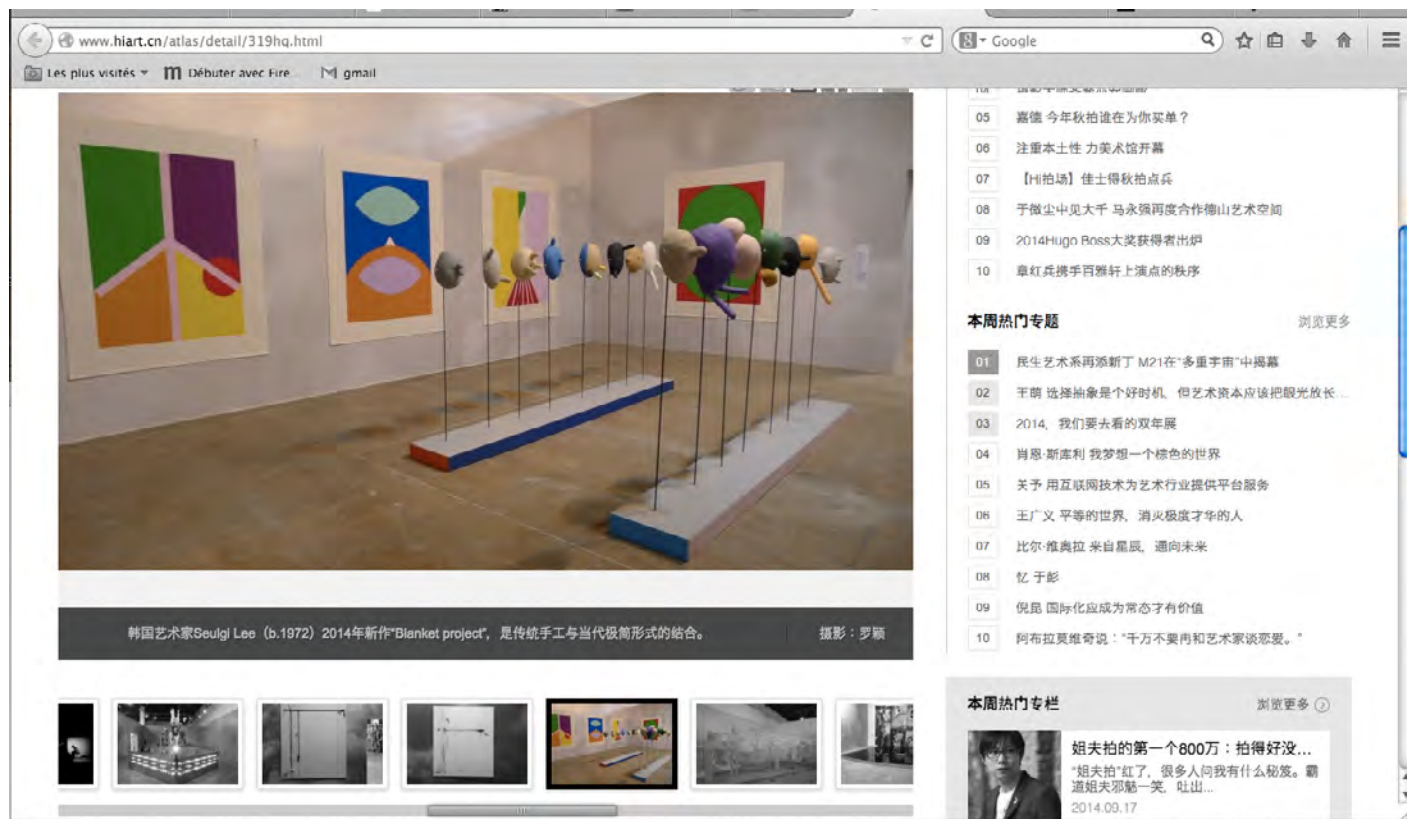 www.hiart.cn/atlas/detail/319hq.html
Google
Les plus visités
Débuter avec Fire...
gmail
05 嘉德 今年秋拍谁在为你买单？
06 注重本土性 力美术馆开幕
07 【Hi拍场】佳士得秋拍点兵
08 于微尘中见大千 马永强再度合作德山艺术空间
09 2014Hugo Boss大奖获得者出炉
10 章红兵携手百雅轩上演点的秩序
本周热门专题 浏览更多
01 民生艺术系再添新丁 M21在“多重宇宙”中揭幕
02 王萌 选择抽象是个好时机，但艺术资本应该把眼光放长...
03 2014，我们要去看的双年展
04 肖恩·斯库利 我梦想一个棕色的世界
05 关予 用互联网技术为艺术行业提供平台服务
06 王广义 平等的世界，消灭极度才华的人
07 比尔·维奥拉 来自星辰，通向未来
08 忆 于彭
09 倪昆 国际化应成为常态才有价值
10 阿布拉莫维奇说：“千万不要再和艺术家谈恋爱。”
韩国艺术家Seulgi Lee（b.1972）2014年新作“Blanket project”，是传统手工与当代极简形式的结合。 摄影：罗颖
本周热门专栏 浏览更多
姐夫拍的第一个800万：拍得好没...
“姐夫拍”红了，很多人问我有什么秘笈。霸
道姐夫邪魅一笑，吐出...
2014.09.17